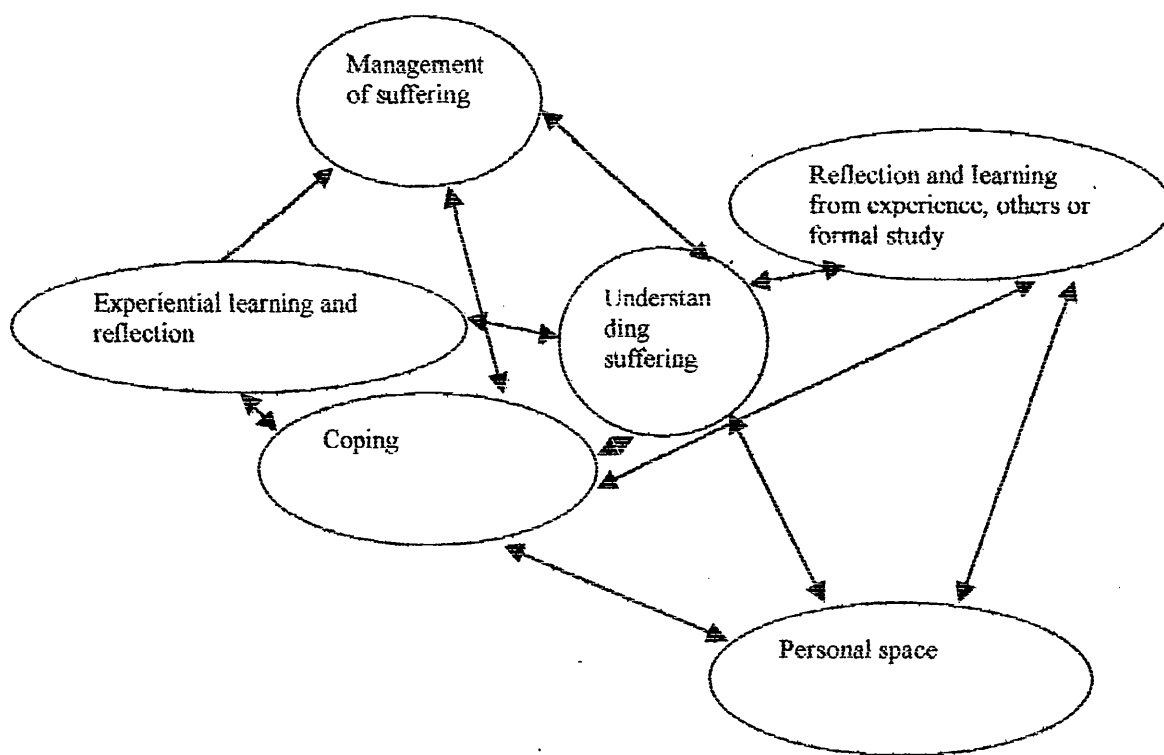 Management
of suffering
Reflection and learning
from experience, others or
formal study
Experiential learning and
reflection
Understan
ding
suffering
Coping
Personal space